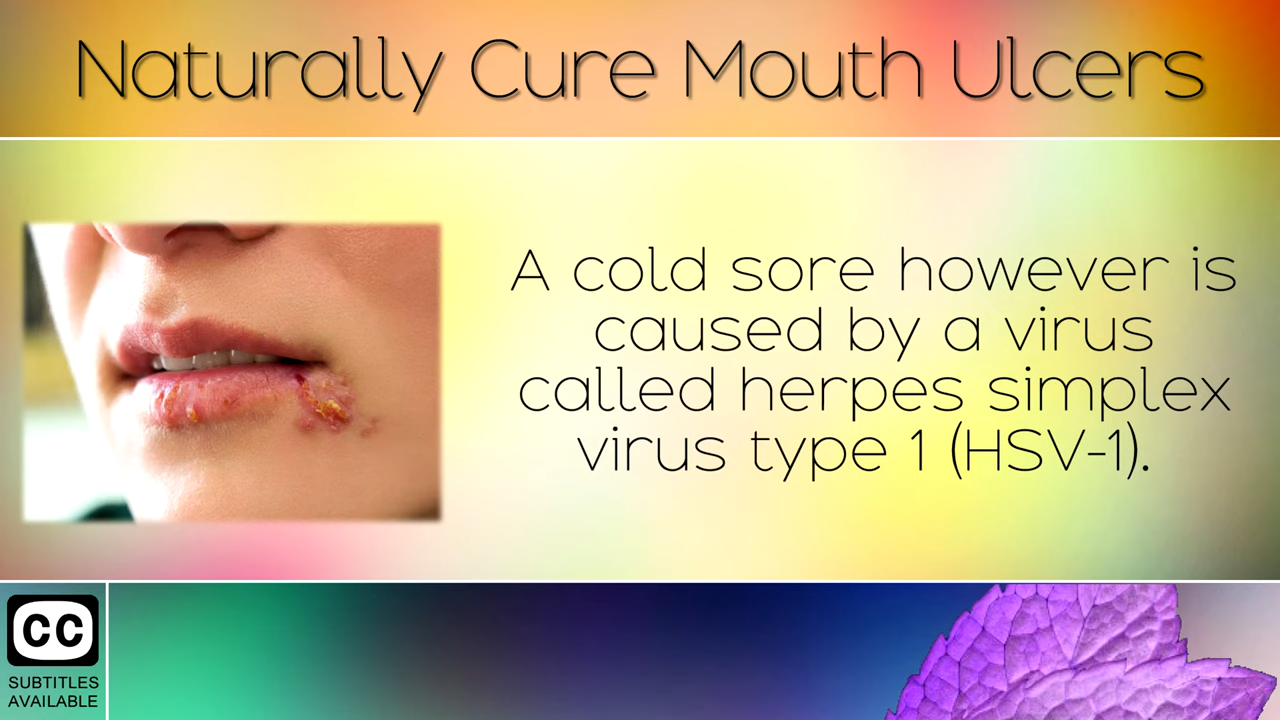 Naturally Cure Mouth Ulcers
A cold sore however is
caused by a virus
called herpes simplex
virus type 1 (HSV-1).
CC
SUBTITLES
AVAILABLE